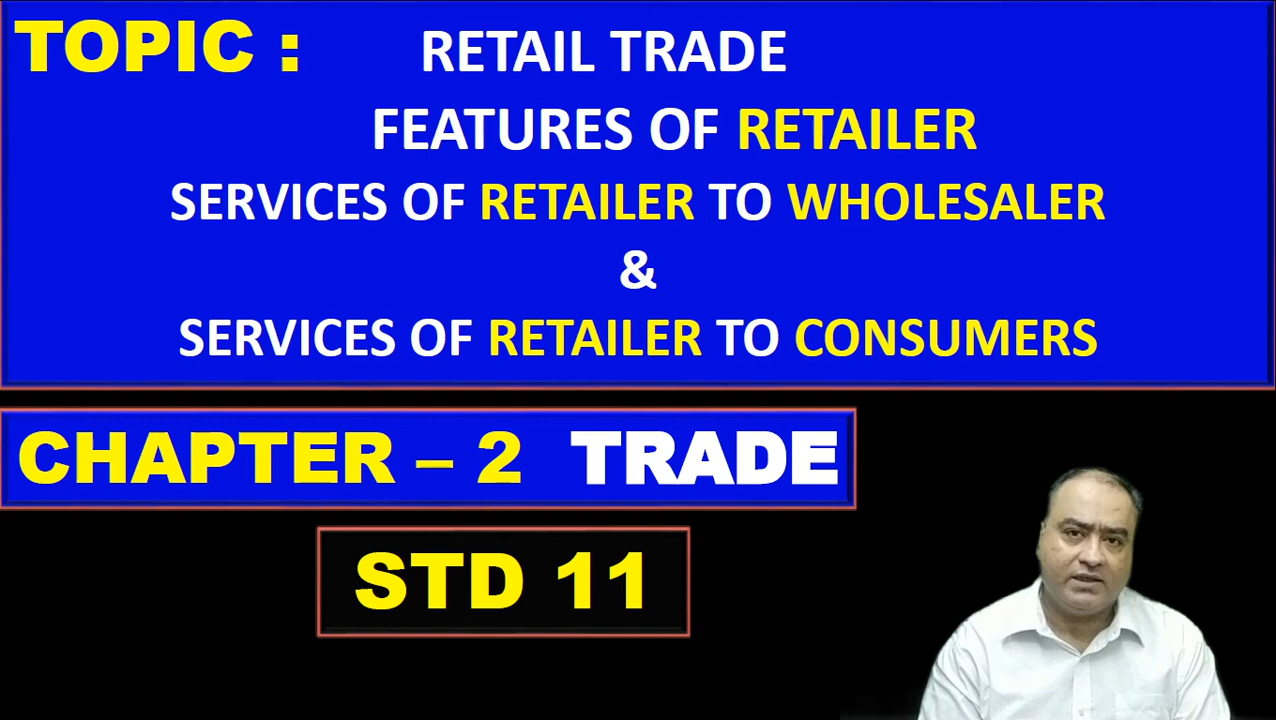 TOPIC : RETAIL TRADE
FEATURES OF RETAILER
SERVICES OF RETAILER TO WHOLESALER
&
SERVICES OF RETAILER TO CONSUMERS
CHAPTER – 2 TRADE
STD 11